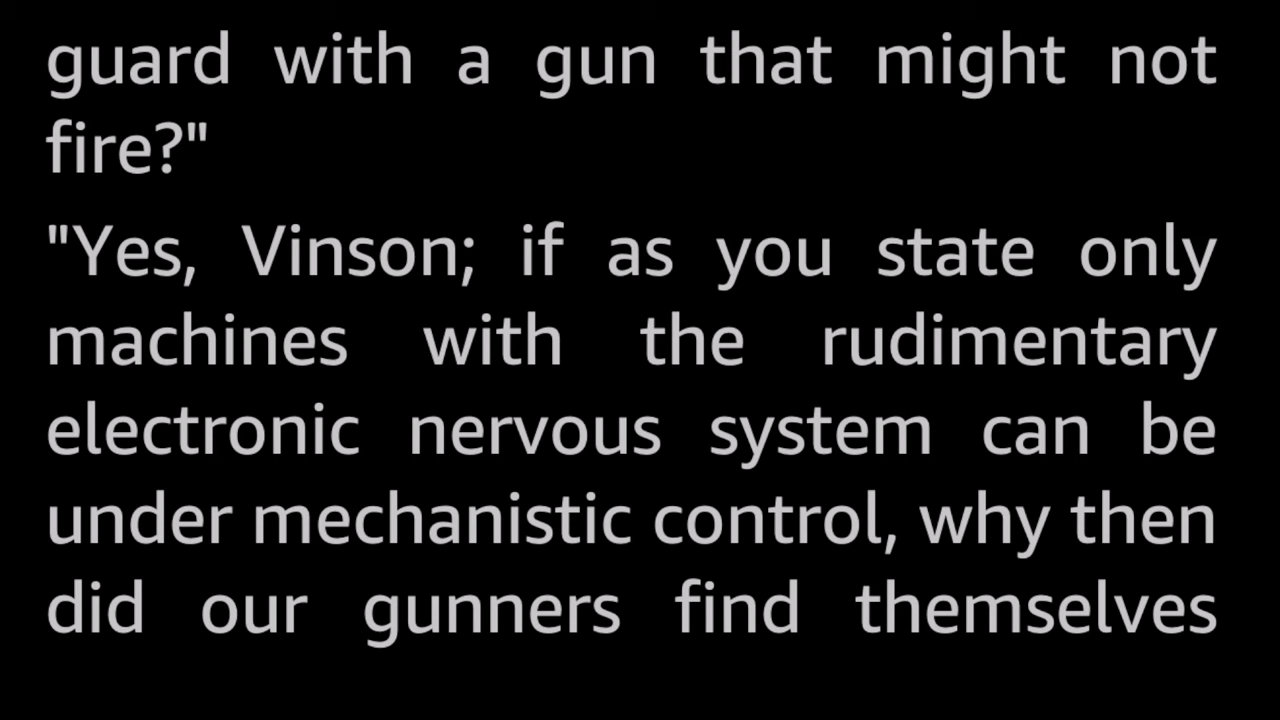 guard with a gun that might not
fire?"
"Yes, Vinson; if as you state only
machines with the rudimentary
electronic nervous system can be
under mechanistic control, why then
did our gunners find themselves